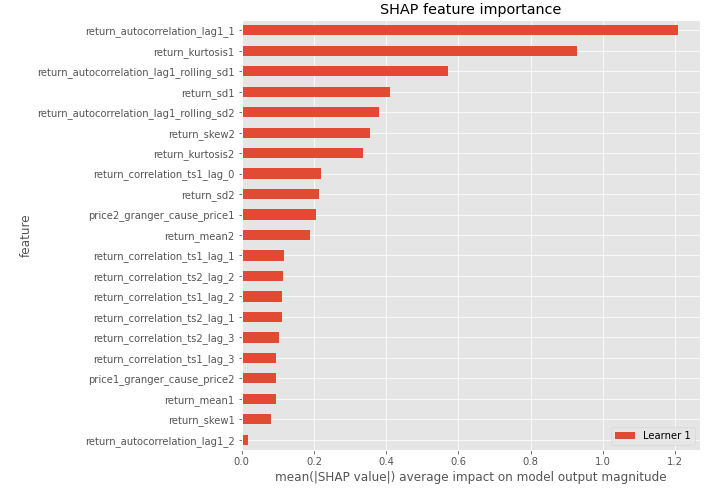 SHAP feature importance
return_autocorrelation_lag1_1
return_kurtosis1
return_autocorrelation_lag1_rolling_sd1
return_sd1
return_autocorrelation_lag1_rolling_sd2
return_skew2
return_kurtosis2
return_correlation_ts1_lag_0
return_sd2
price2_granger_cause_price1
return_mean2
return_correlation_ts1_lag_1
return_correlation_ts2_lag_2
return_correlation_ts1_lag_2
return_correlation_ts2_lag_1
return_correlation_ts2_lag_3
return_correlation_ts1_lag_3
price1_granger_cause_price2
return_mean1
return_skew1
return_autocorrelation_lag1_2
feature
Learner 1
0.0 0.2 0.4 0.6 0.8 1.0 1.2
mean(|SHAP value|) average impact on model output magnitude